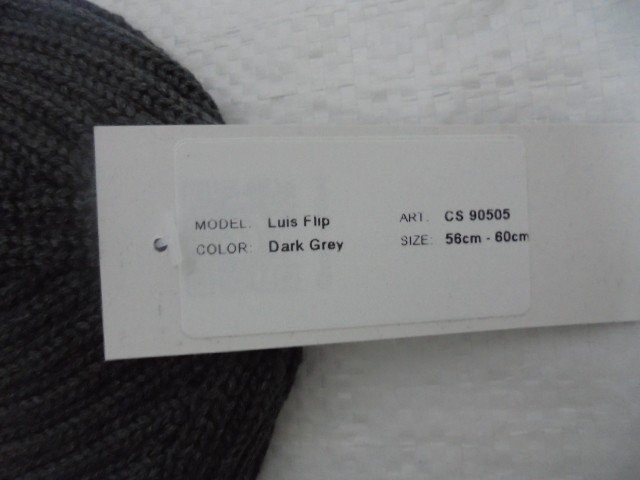 MODEL: Luis Flip ART. CS 90505
COLOR: Dark Grey SIZE: 56cm - 60cm